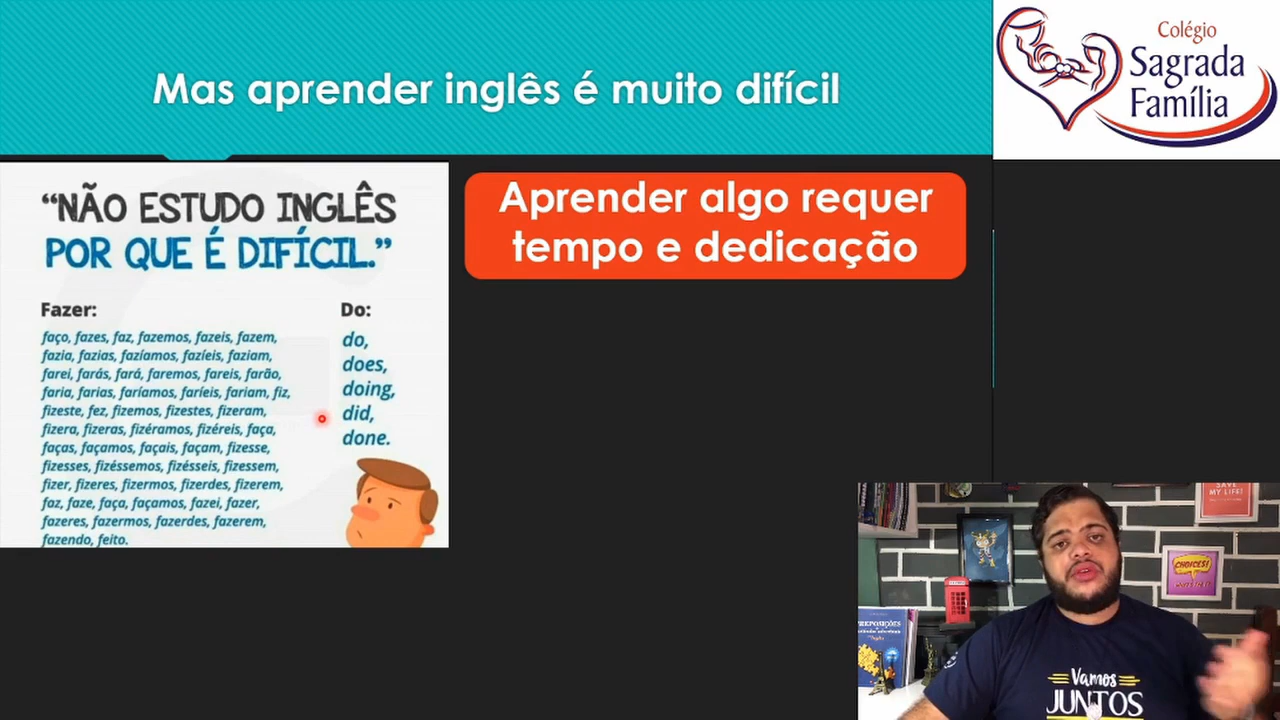 Mas aprender inglês é muito difícil
Colégio
Sagrada
Família
“NÃO ESTUDO INGLÊS
POR QUE É DIFÍCIL.”
Aprender algo requer
tempo e dedicação
Fazer:
faço, fazes, faz, fazemos, fazeis, fazem,
fazia, fazias, fazíamos, fazíeis, faziam,
farei, farás, fará, faremos, fareis, farão,
faria, farias, faríamos, faríeis, fariam, fiz,
fizeste, fez, fizemos, fizestes, fizeram,
fizera, fizeras, fizéramos, fizéreis, faça,
faças, façamos, façais, façam, fizesse,
fizesses, fizéssemos, fizésseis, fizessem,
fizer, fizeres, fizermos, fizerdes, fizerem,
faz, faze, faça, façamos, fazei, fazer,
fazeres, fazermos, fazerdes, fazerem,
fazendo, feito.
Do:
do,
does,
doing,
did,
done.
SAVE
MY LIFE!
CHOICES!
Vamos
JUNTOS